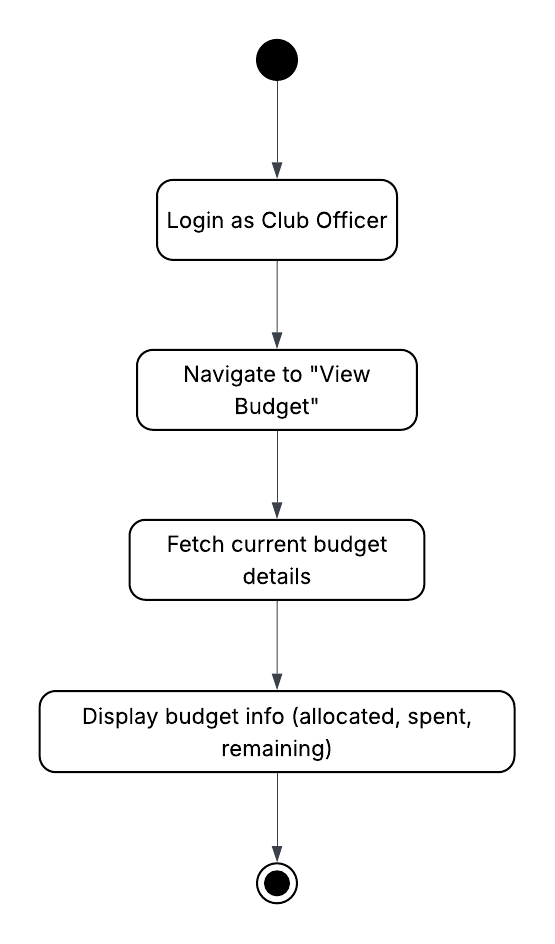 Login as Club Officer
Navigate to "View
Budget"
Fetch current budget
details
Display budget info (allocated, spent,
remaining)